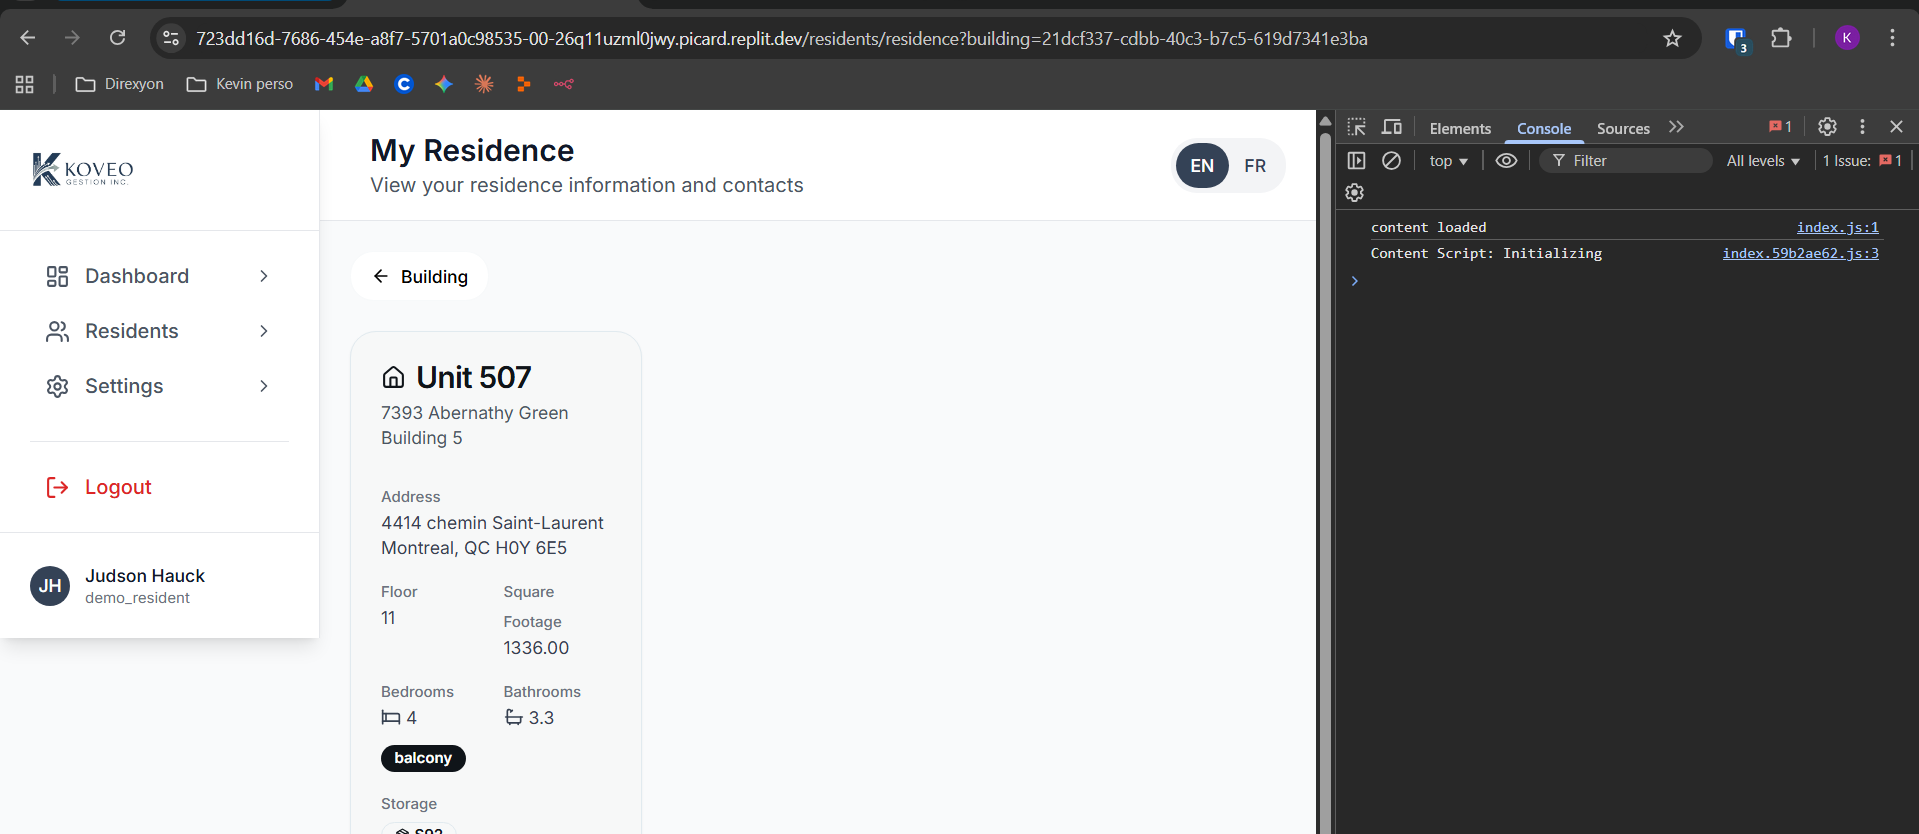 723dd16d-7686-454e-a8f7-5701a0c98535-00-26q11uzml0jwy.picard.replit.dev/residents/residence?building=21dcf337-cdbb-40c3-b7c5-619d7341e3ba
3
K
Direxyon
Kevin perso
KOVEO
GESTION INC.
Dashboard
Residents
Settings
Logout
JH
Judson Hauck
demo_resident
My Residence
View your residence information and contacts
EN FR
Building
Unit 507
7393 Abernathy Green
Building 5
Address
4414 chemin Saint-Laurent
Montreal, QC H0Y 6E5
Floor
11
Square
Footage
1336.00
Bedrooms
4
Bathrooms
3.3
balcony
Storage
Elements Console Sources 1
top Filter All levels 1 Issue: 1
content loaded index.js:1
Content Script: Initializing index.59b2ae62.js:3